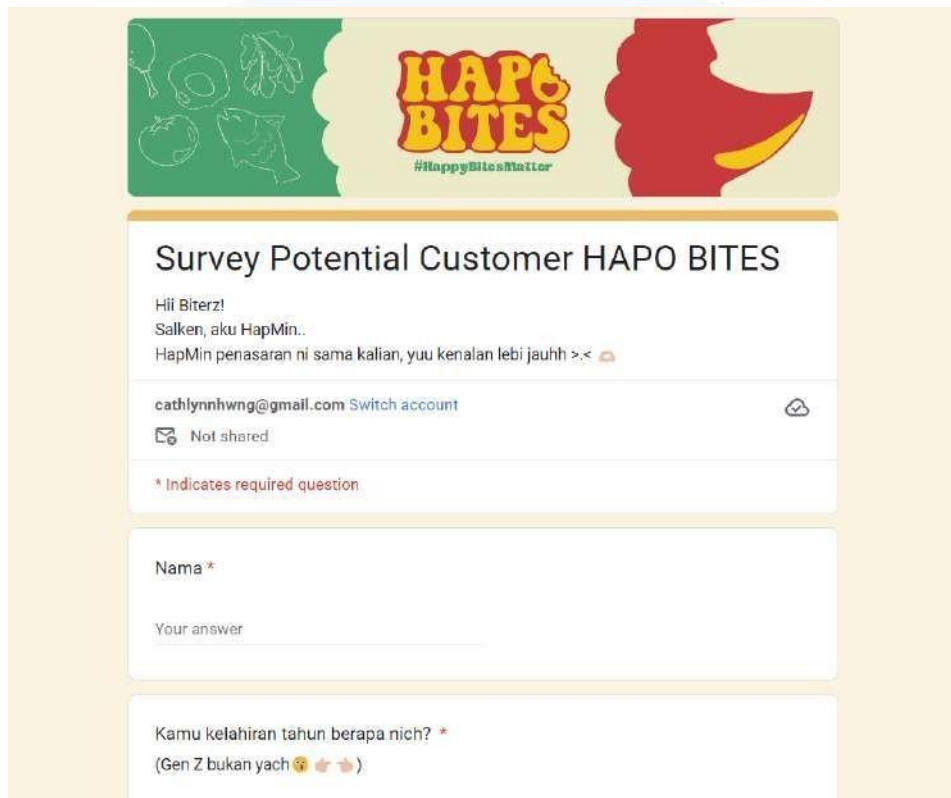 HAPO
BITES
#HappyBitesMatter
Survey Potential Customer HAPO BITES
Hii Biterz!
Salken, aku HapMin..
HapMin penasaran ni sama kalian, yuu kenalan lebi jauhh >.< 🫶🏻
cathlynnhwng@gmail.com Switch account
Not shared
* Indicates required question
Nama *
Your answer
Kamu kelahiran tahun berapa nich? *
(Gen Z bukan yach😗👉🏻👈🏻)